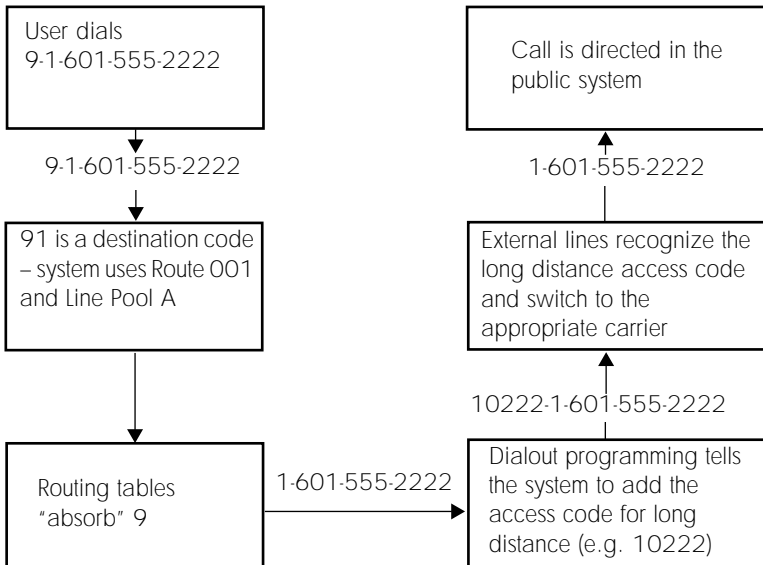 User dials
9-1-601-555-2222
9-1-601-555-2222
91 is a destination code
– system uses Route 001
and Line Pool A
Routing tables
“absorb” 9
1-601-555-2222
Dialout programming tells
the system to add the
access code for long
distance (e.g. 10222)
10222-1-601-555-2222
External lines recognize the
long distance access code
and switch to the
appropriate carrier
1-601-555-2222
Call is directed in the
public system